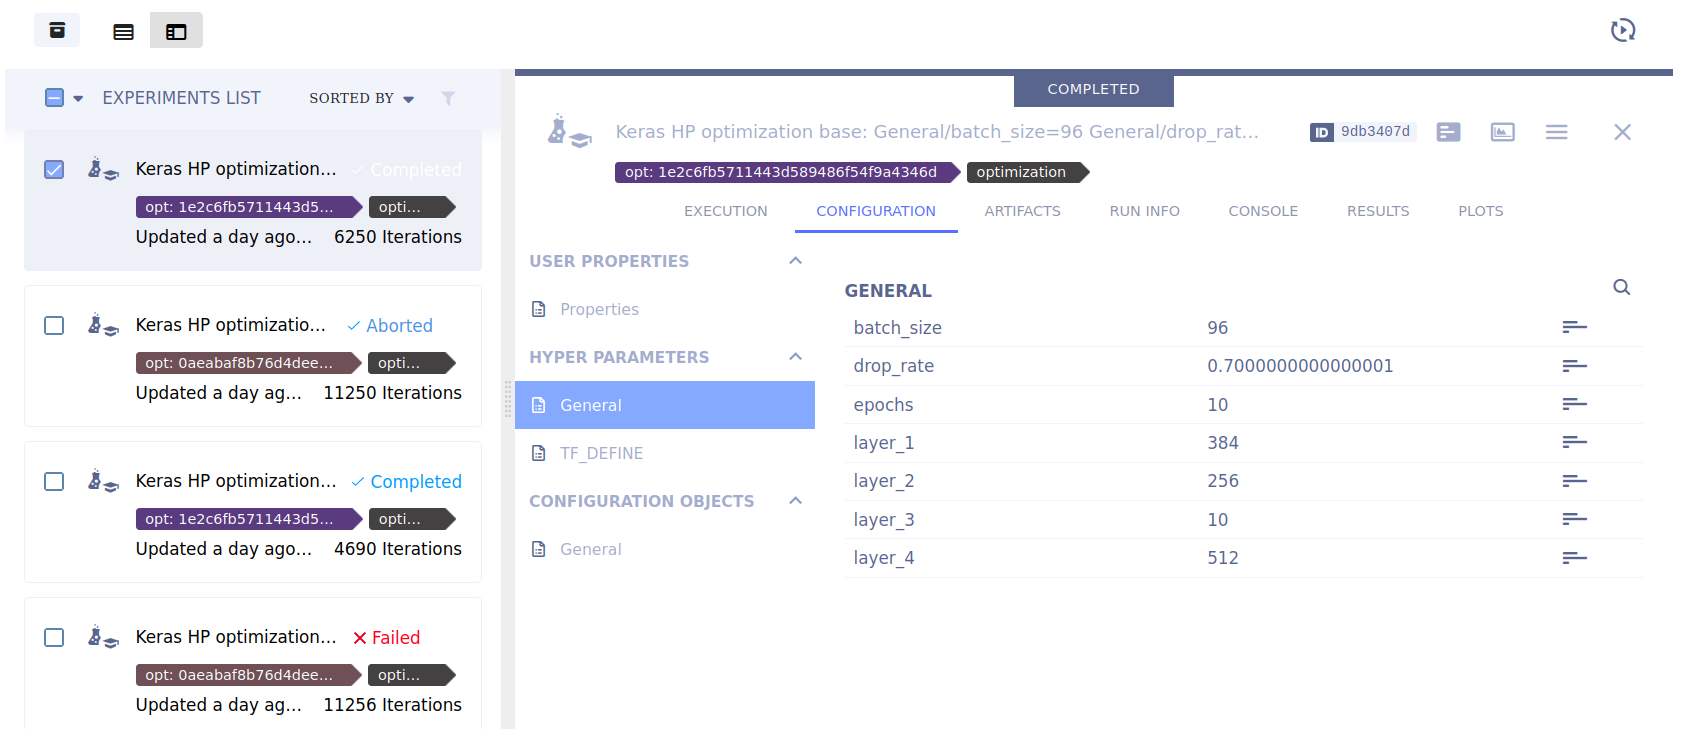 EXPERIMENTS LIST SORTED BY
Keras HP optimization... Completed
opt: 1e2c6fb5711443d5... opti...
Updated a day ago... 6250 Iterations
Keras HP optimizatio... Aborted
opt: 0aeabaf8b76d4dee... opti...
Updated a day ag... 11250 Iterations
Keras HP optimization... Completed
opt: 1e2c6fb5711443d5... opti...
Updated a day ago... 4690 Iterations
Keras HP optimization... Failed
opt: 0aeabaf8b76d4dee... opti...
Updated a day ag... 11256 Iterations
COMPLETED
Keras HP optimization base: General/batch_size=96 General/drop_rat... ID 9db3407d
opt: 1e2c6fb5711443d589486f54f9a4346d optimization
EXECUTION CONFIGURATION ARTIFACTS RUN INFO CONSOLE RESULTS PLOTS
USER PROPERTIES
Properties
HYPER PARAMETERS
General
TF_DEFINE
CONFIGURATION OBJECTS
General
GENERAL
batch_size 96
drop_rate 0.7000000000000001
epochs 10
layer_1 384
layer_2 256
layer_3 10
layer_4 512